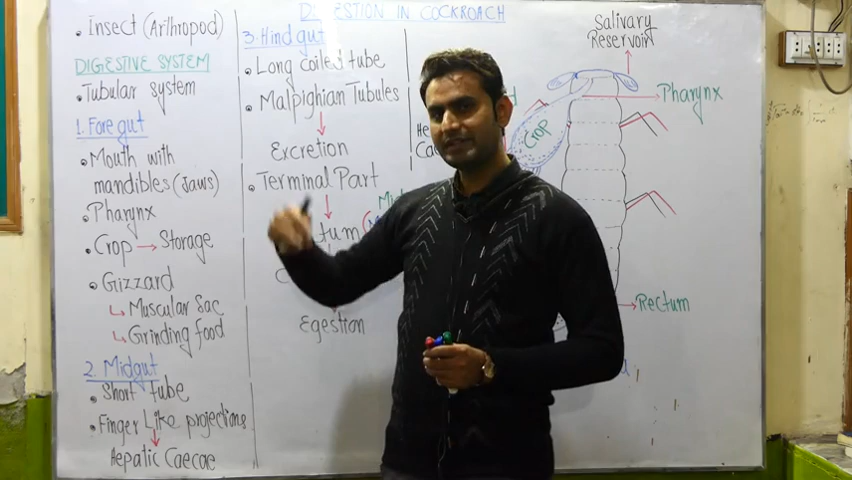 DIGESTION IN COCKROACH
• Insect (Arithropod)
DIGESTIVE SYSTEM
• Tubular system
1. Foregut
• Mouth with
mandibles (Jaws)
• Pharynx
• Crop → Storage
• Gizzard
↳ Muscular Sac
↳ Grinding food
2. Midgut
• Short tube
• Finger Like projections
Hepatic Caecae
3. Hind gut
• Long coiled tube
• Malpighian Tubules
Excretion
• Terminal Part
Egestion
Salivary
Reservoir
Pharynx
Crop
Rectum